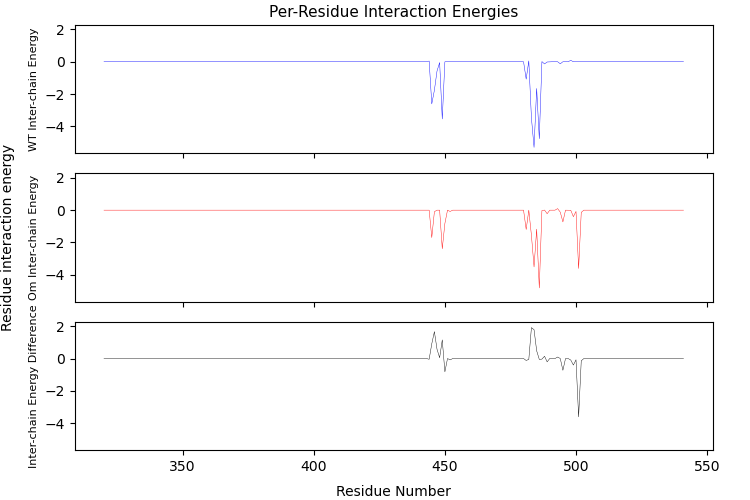 Per-Residue Interaction Energies
Residue interaction energy
WT Inter-chain Energy
2
0
−2
−4
Om Inter-chain Energy
2
0
−2
−4
Inter-chain Energy Difference
2
0
−2
−4
350
400
450
500
550
Residue Number